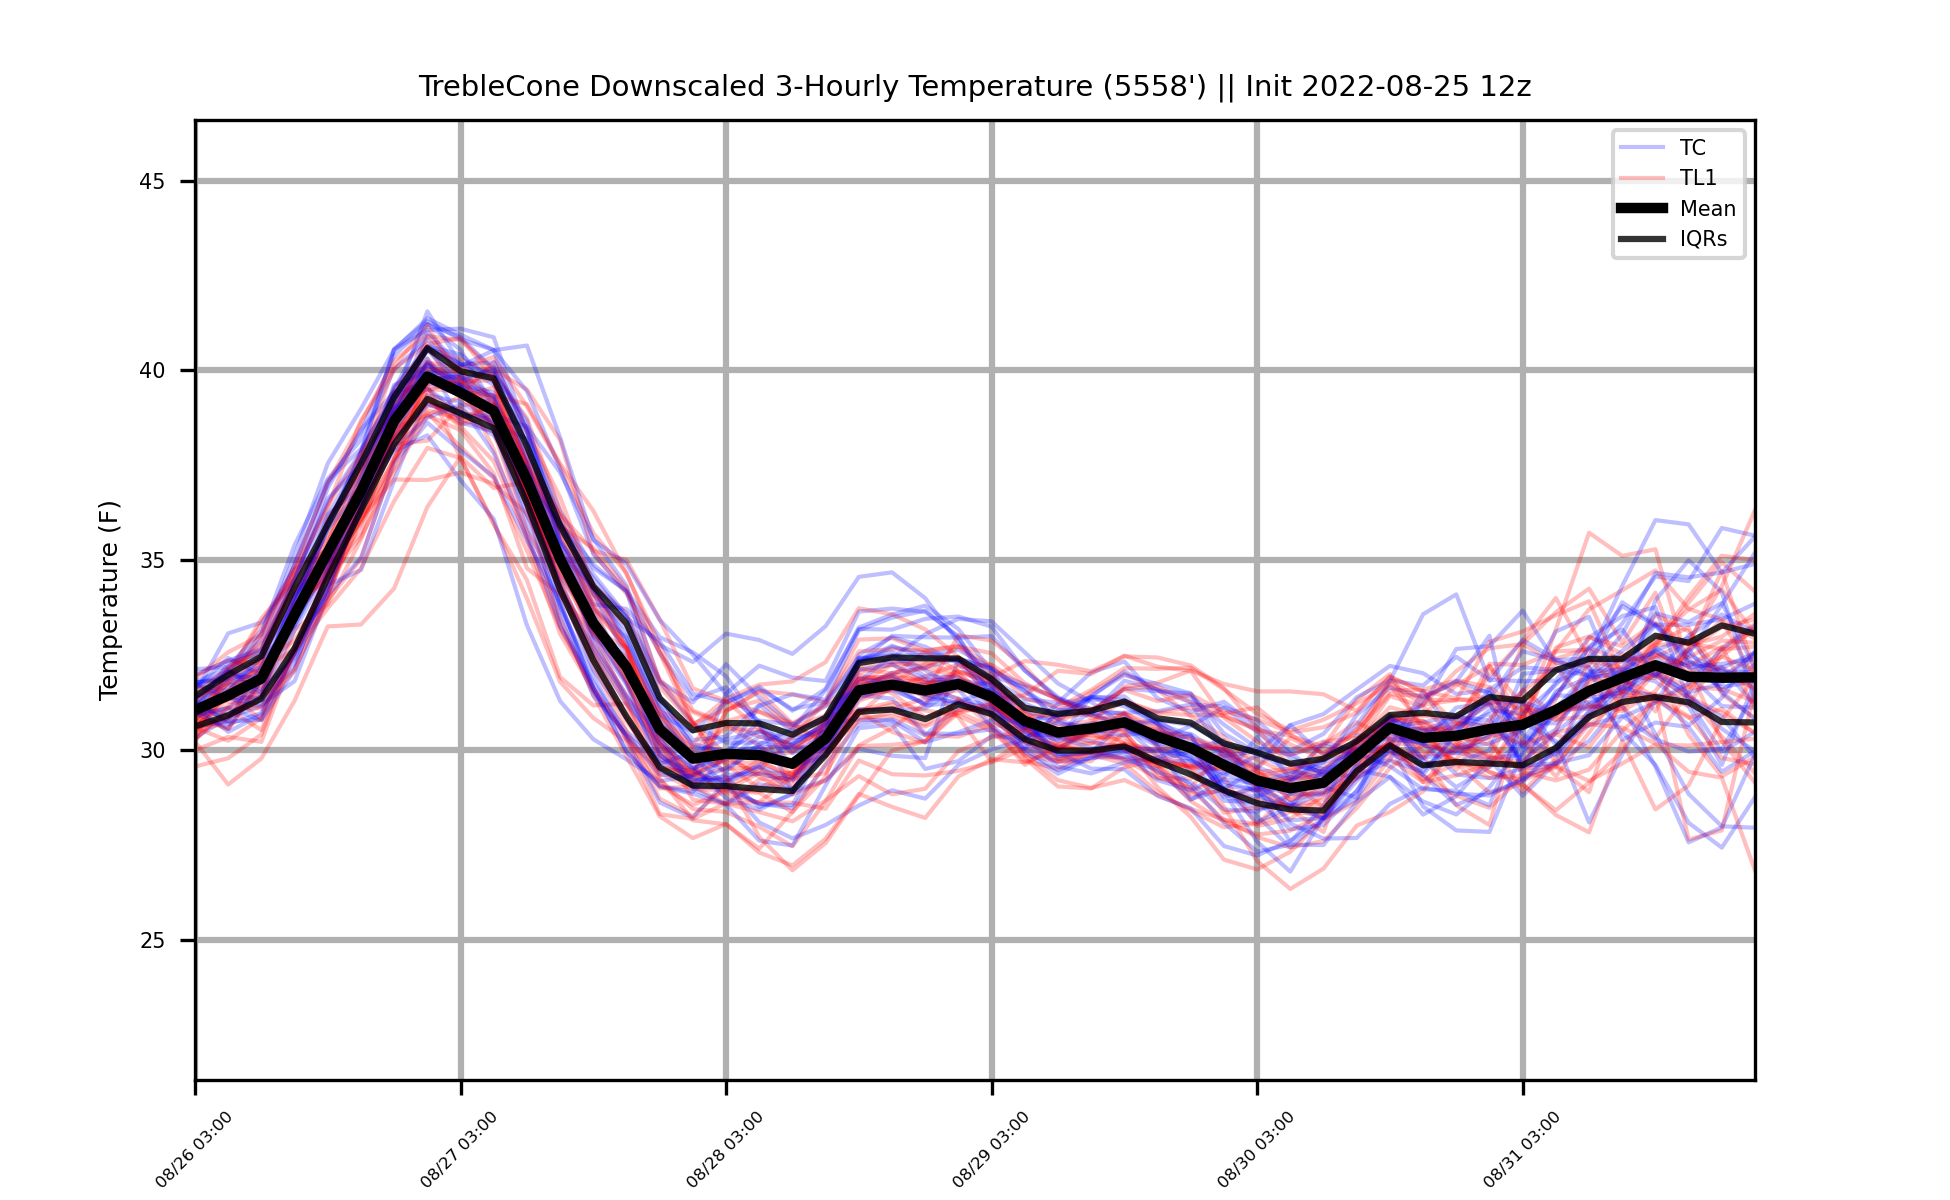 TrebleCone Downscaled 3-Hourly Temperature (5558') || Init 2022-08-25 12z
TC
TL1
Mean
IQRs
Temperature (F)
45
40
35
30
25
08/26 03:00
08/27 03:00
08/28 03:00
08/29 03:00
08/30 03:00
08/31 03:00